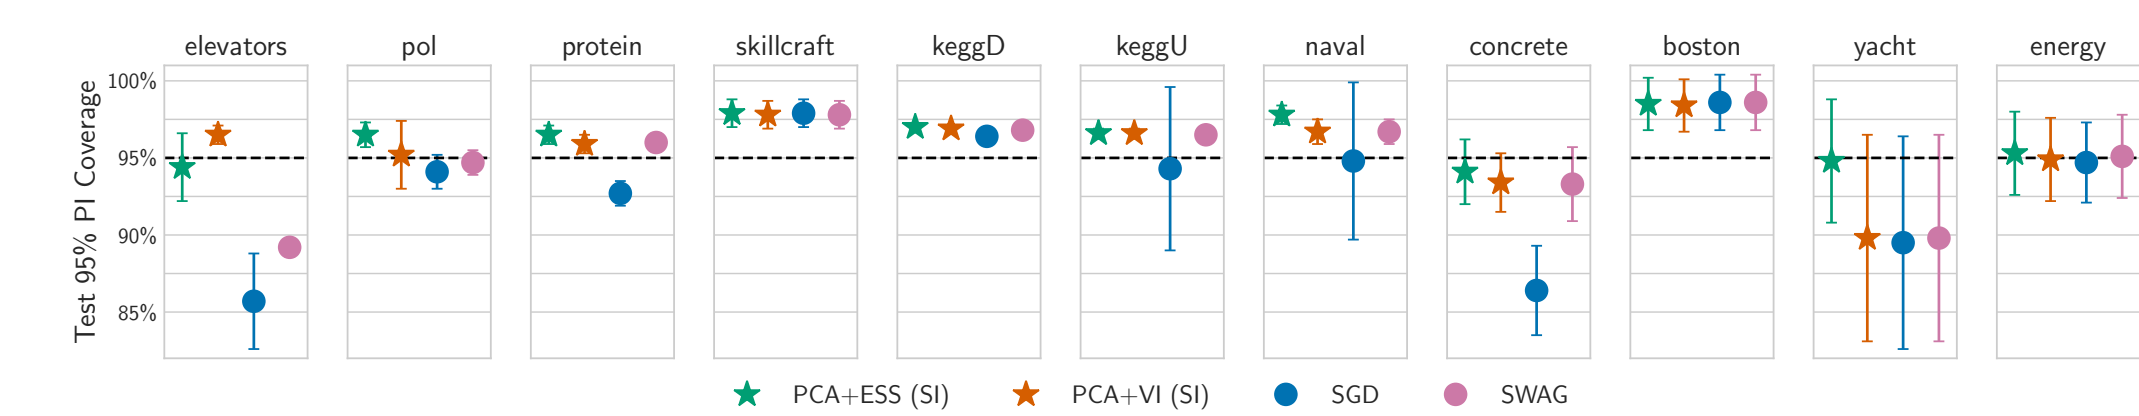 elevators pol protein skillcraft keggD keggU naval concrete boston yacht energy
100%
95%
90%
85%
Test 95% PI Coverage
PCA+ESS (SI) PCA+VI (SI) SGD SWAG